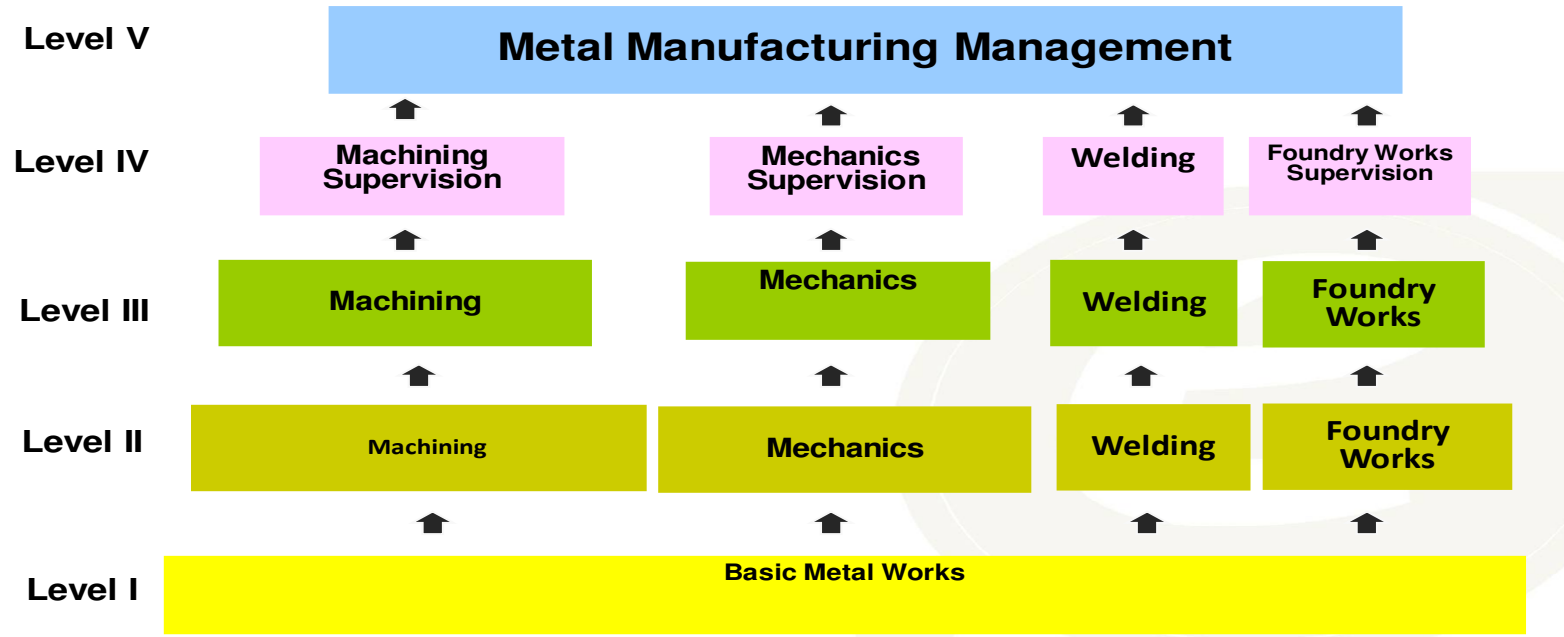 Level V
Metal Manufacturing Management
Level IV
Machining
Supervision
Mechanics
Supervision
Welding
Foundry Works
Supervision
Level III
Machining
Mechanics
Welding
Foundry
Works
Level II
Machining
Mechanics
Welding
Foundry
Works
Level I
Basic Metal Works